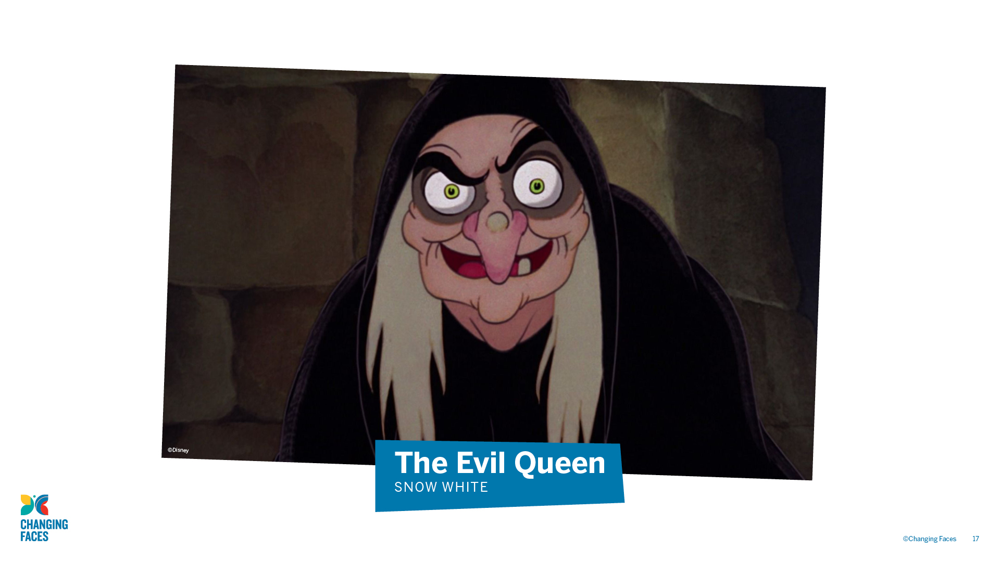 ©Disney
The Evil Queen
SNOW WHITE
CHANGING
FACES
©Changing Faces 17